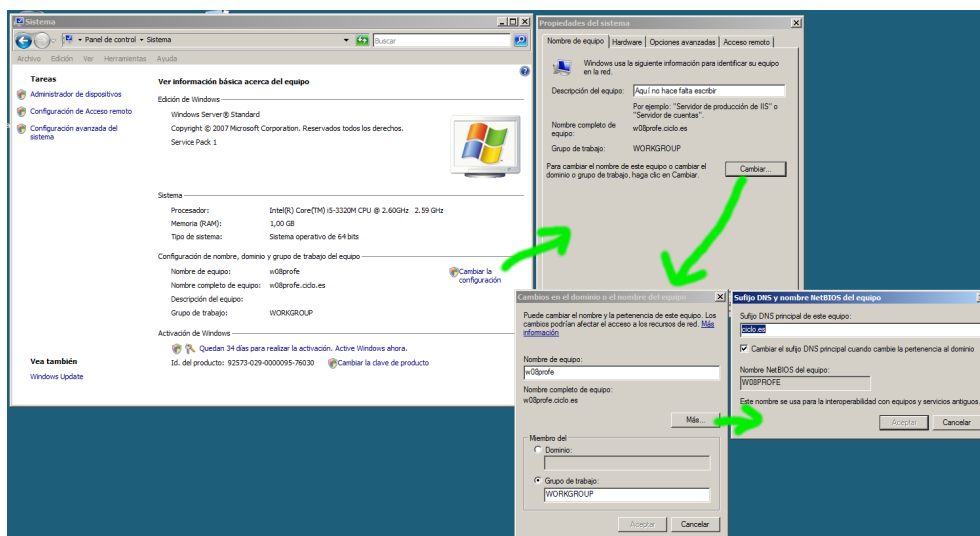 Sistema
Panel de control
Sistema
Buscar
Archivo Edición Ver Herramientas Ayuda
Tareas
Administrador de dispositivos
Configuración de Acceso remoto
Configuración avanzada del
sistema
Vea también
Windows Update
Ver información básica acerca del equipo
Edición de Windows
Windows Server® Standard
Copyright © 2007 Microsoft Corporation. Reservados todos los derechos.
Service Pack 1
Sistema
Procesador: Intel(R) Core(TM) i5-3320M CPU @ 2.60GHz 2.59 GHz
Memoria (RAM): 1,00 GB
Tipo de sistema: Sistema operativo de 64 bits
Configuración de nombre, dominio y grupo de trabajo del equipo
Nombre de equipo: w08profe
Cambiar la
configuración
Nombre completo de equipo: w08profe.ciclo.es
Descripción del equipo:
Grupo de trabajo: WORKGROUP
Activación de Windows
Quedan 34 días para realizar la activación. Active Windows ahora.
Id. del producto: 92573-029-0000095-76030 Cambiar la clave de producto
Propiedades del sistema
Nombre de equipo Hardware Opciones avanzadas Acceso remoto
Windows usa la siguiente información para identificar su equipo
en la red.
Descripción del equipo: Aquí no hace falta escribir
Por ejemplo: "Servidor de producción de IIS" o
"Servidor de cuentas".
Nombre completo de
equipo:
w08profe.ciclo.es
Grupo de trabajo: WORKGROUP
Para cambiar el nombre de este equipo o cambiar el
dominio o grupo de trabajo, haga clic en Cambiar.
Cambiar...
Cambios en el dominio o el nombre del equipo
Puede cambiar el nombre y la pertenencia de este equipo. Los
cambios podrían afectar el acceso a los recursos de red. Más
información
Nombre de equipo:
w08profe
Nombre completo de equipo:
w08profe.ciclo.es
Más...
Miembro del
Dominio:
Grupo de trabajo:
WORKGROUP
Aceptar Cancelar
Sufijo DNS y nombre NetBIOS del equipo
Sufijo DNS principal de este equipo:
ciclo.es
Cambiar el sufijo DNS principal cuando cambie la pertenencia al dominio
Nombre NetBIOS del equipo:
W08PROFE
Este nombre se usa para la interoperabilidad con equipos y servicios antiguos.
Aceptar Cancelar